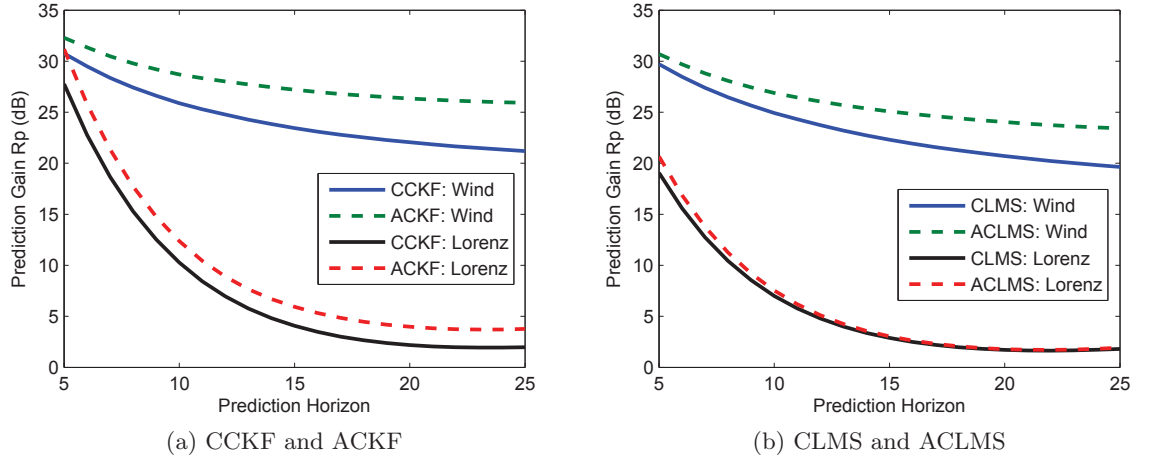 35
30
25
20
15
10
5
0
Prediction Gain Rp (dB)
CCKF: Wind
ACKF: Wind
CCKF: Lorenz
ACKF: Lorenz
5 10 15 20 25
Prediction Horizon
(a) CCKF and ACKF
35
30
25
20
15
10
5
0
Prediction Gain Rp (dB)
CLMS: Wind
ACLMS: Wind
CLMS: Lorenz
ACLMS: Lorenz
5 10 15 20 25
Prediction Horizon
(b) CLMS and ACLMS